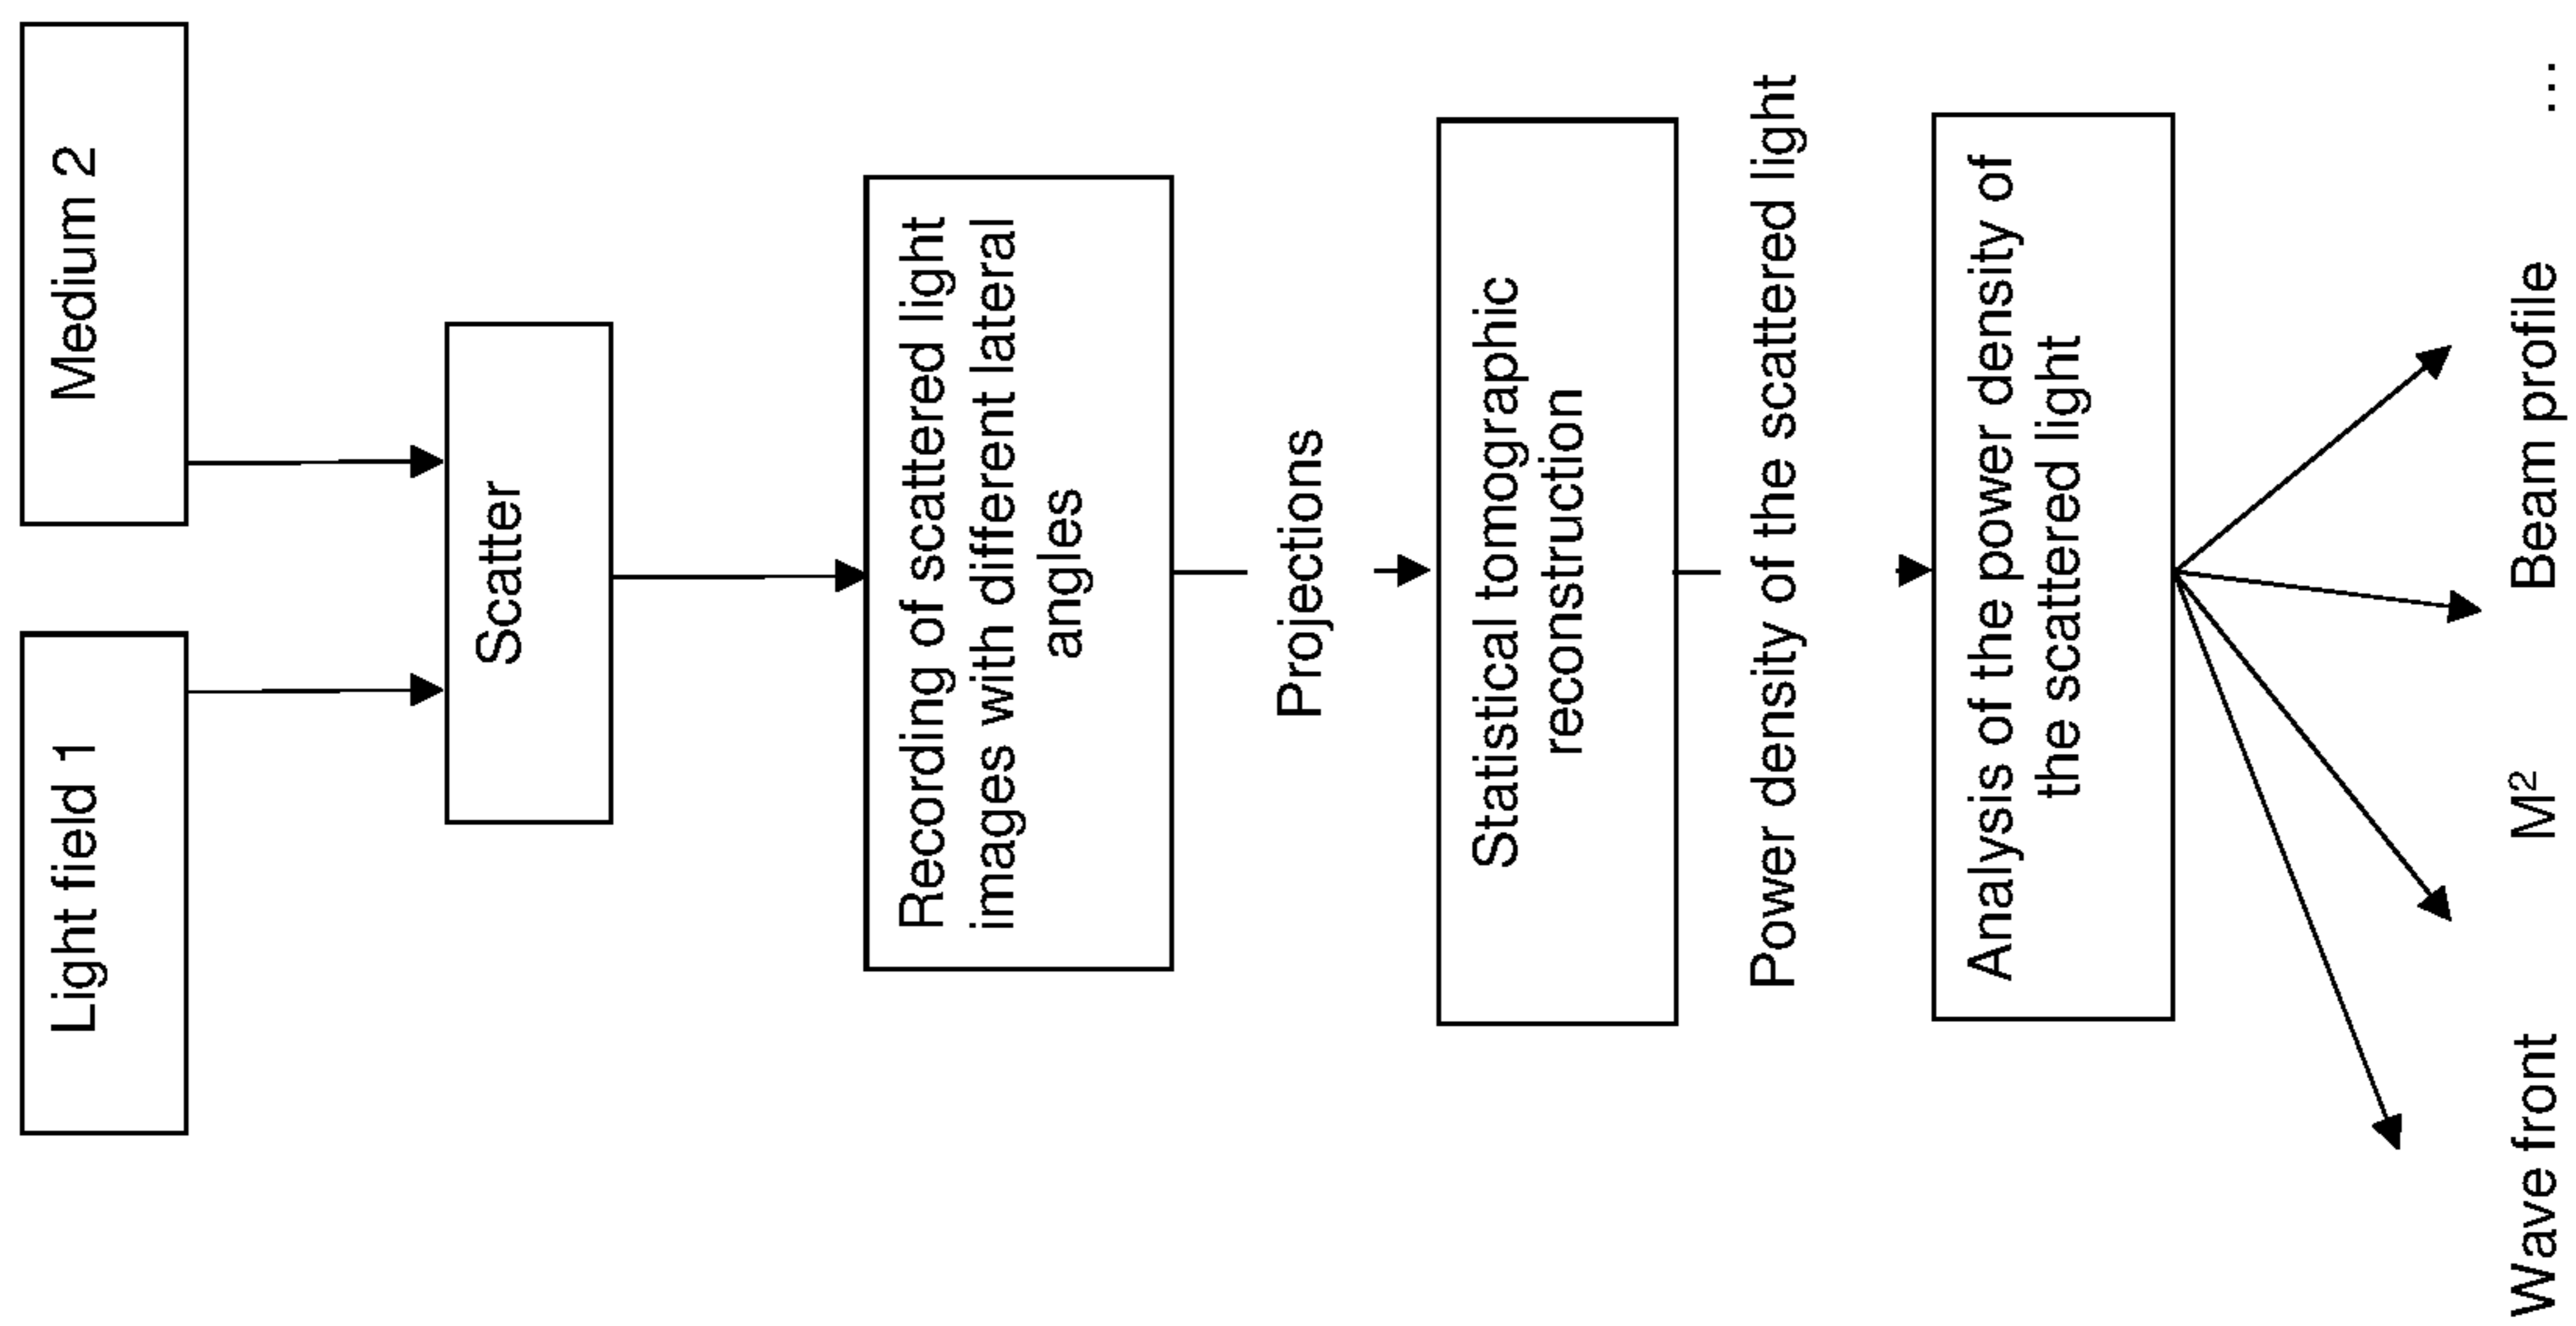 Light field 1
Medium 2
Scatter
Recording of scattered light
images with different lateral
angles
Projections
Statistical tomographic
reconstruction
Power density of the scattered light
Analysis of the power density of
the scattered light
Wave front
M²
Beam profile
...